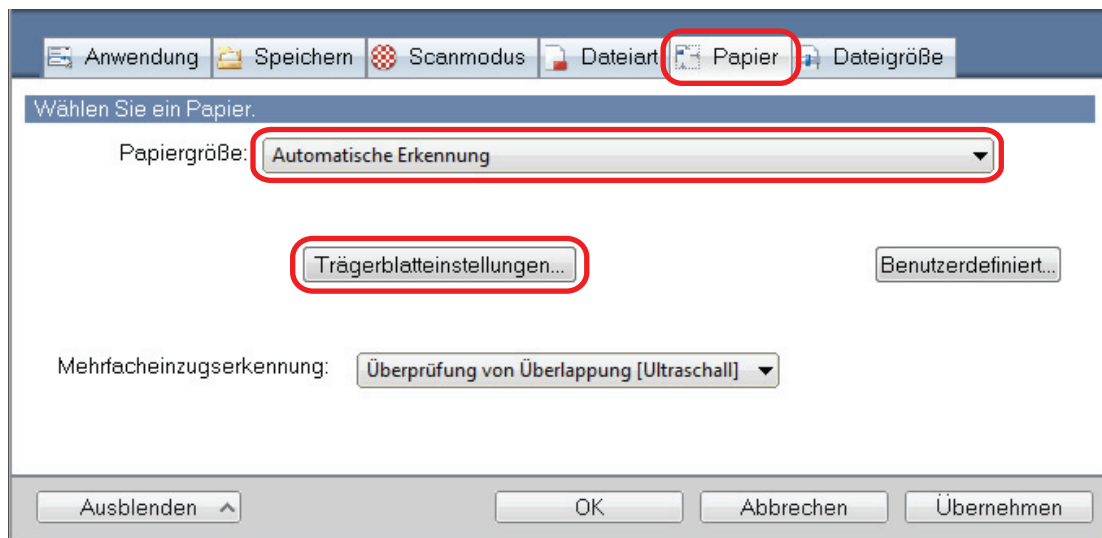 Anwendung Speichern Scanmodus Dateiart Papier Dateigröße
Wählen Sie ein Papier.
Papiergröße: Automatische Erkennung
Trägerblatteinstellungen... Benutzerdefiniert...
Mehrfacheinzugserkennung: Überprüfung von Überlappung [Ultraschall]
Ausblenden OK Abbrechen Übernehmen